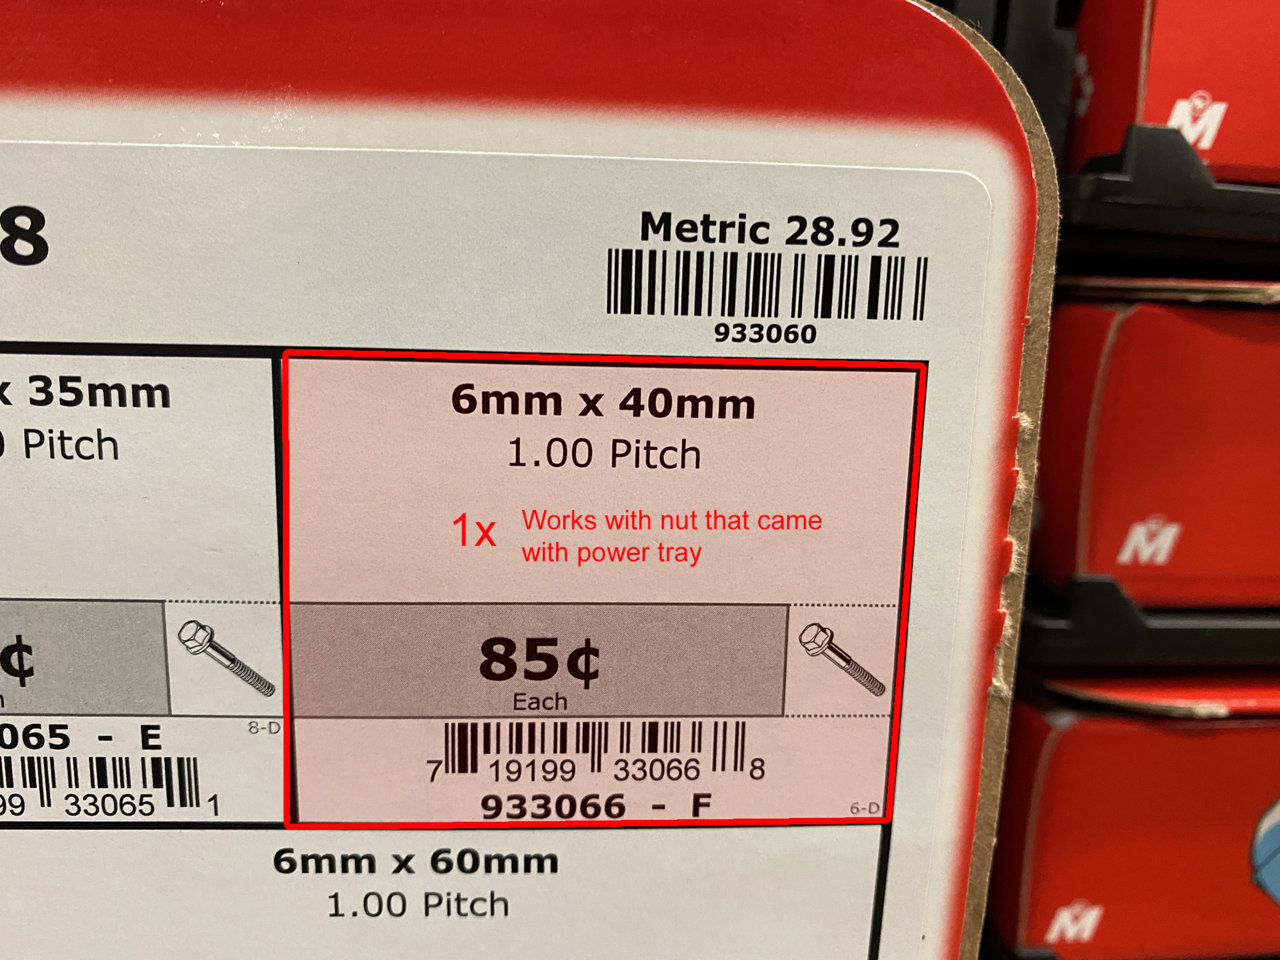 8
Metric 28.92
933060
x 35mm
Pitch
6mm x 40mm
1.00 Pitch
1x Works with nut that came
with power tray
¢
85¢
Each
065 - E
8-D
99 33065 1
7 19199 33066 8
933066 - F
6-D
6mm x 60mm
1.00 Pitch
M
M
M